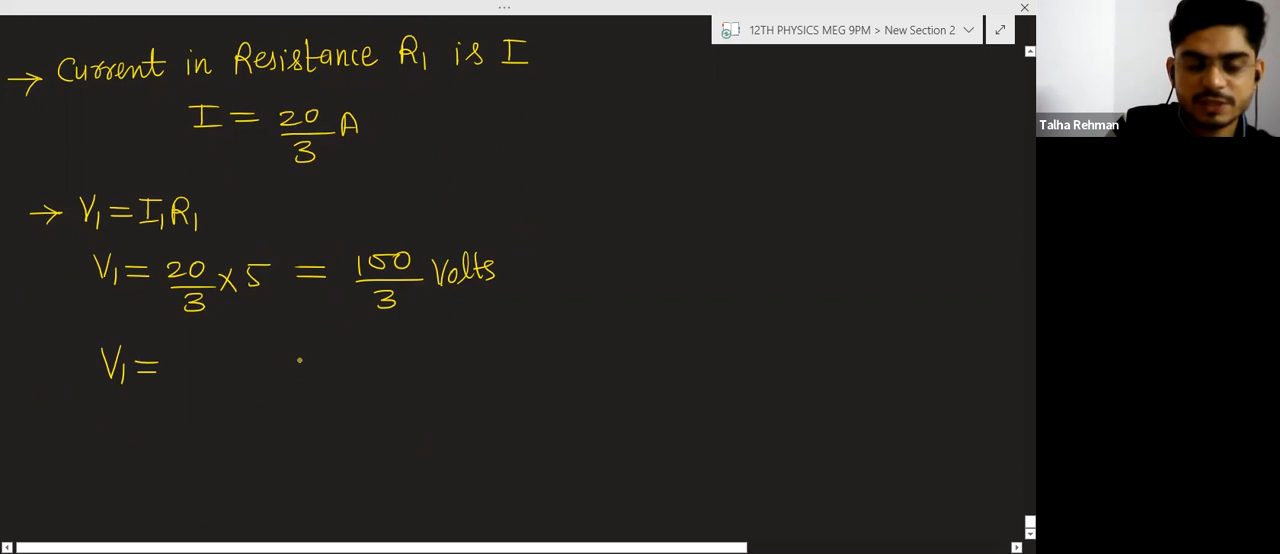 12TH PHYSICS MEG 9PM > New Section 2
→ Current in Resistance R₁ is I
I = 20/3 A
→ V₁ = I₁R₁
V₁ = 20/3 × 5 = 150/3 Volts
V₁ =
Talha Rehman